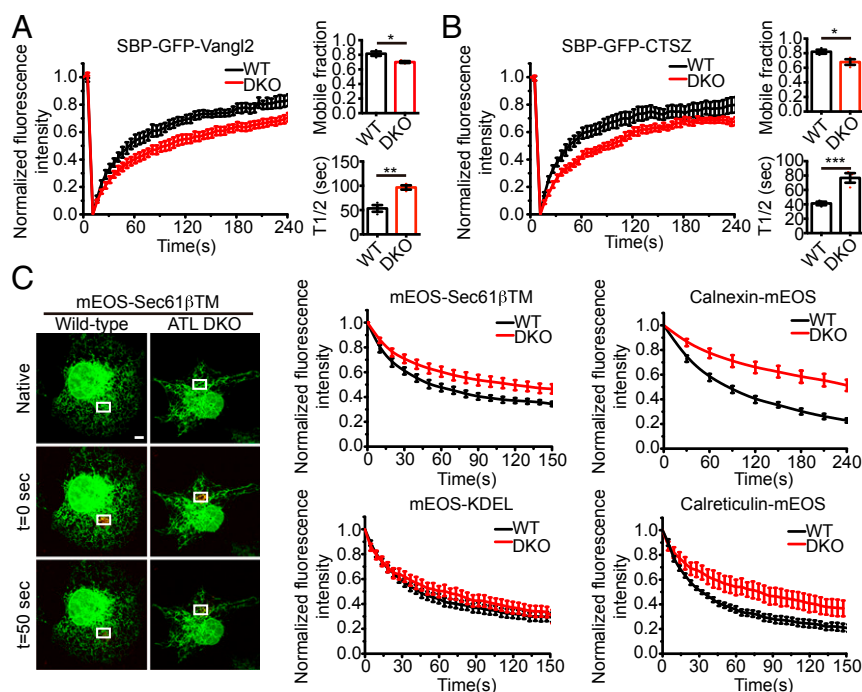 A
SBP-GFP-Vangl2
Normalized fluorescence
intensity
1.0
0.8
0.6
0.4
0.2
0.0
0 60 120 180 240
Time(s)
WT
DKO
Mobile fraction
1.0
0.8
0.6
0.4
0.2
0.0
*
WT
DKO
T1/2 (sec)
150
100
50
0
**
WT
DKO
B
SBP-GFP-CTSZ
Normalized fluorescence
intensity
1.0
0.8
0.6
0.4
0.2
0.0
0 60 120 180 240
Time(s)
WT
DKO
Mobile fraction
1.0
0.8
0.6
0.4
0.2
0.0
*
WT
DKO
T1/2 (sec)
100
80
60
40
20
0
***
WT
DKO
C
mEOS-Sec61βTM
Wild-type ATL DKO
Native
t=0 sec
t=50 sec
mEOS-Sec61βTM
Normalized fluorescence
intensity
1.0
0.8
0.6
0.4
0.2
0.0
0 30 60 90 120 150
Time(s)
WT
DKO
Calnexin-mEOS
Normalized fluorescence
intensity
1.0
0.8
0.6
0.4
0.2
0.0
0 60 120 180 240
Time(s)
WT
DKO
mEOS-KDEL
Normalized fluorescence
intensity
1.0
0.8
0.6
0.4
0.2
0.0
0 30 60 90 120 150
Time(s)
WT
DKO
Calreticulin-mEOS
Normalized fluorescence
intensity
1.0
0.8
0.6
0.4
0.2
0
0 30 60 90 120 150
Time(s)
WT
DKO